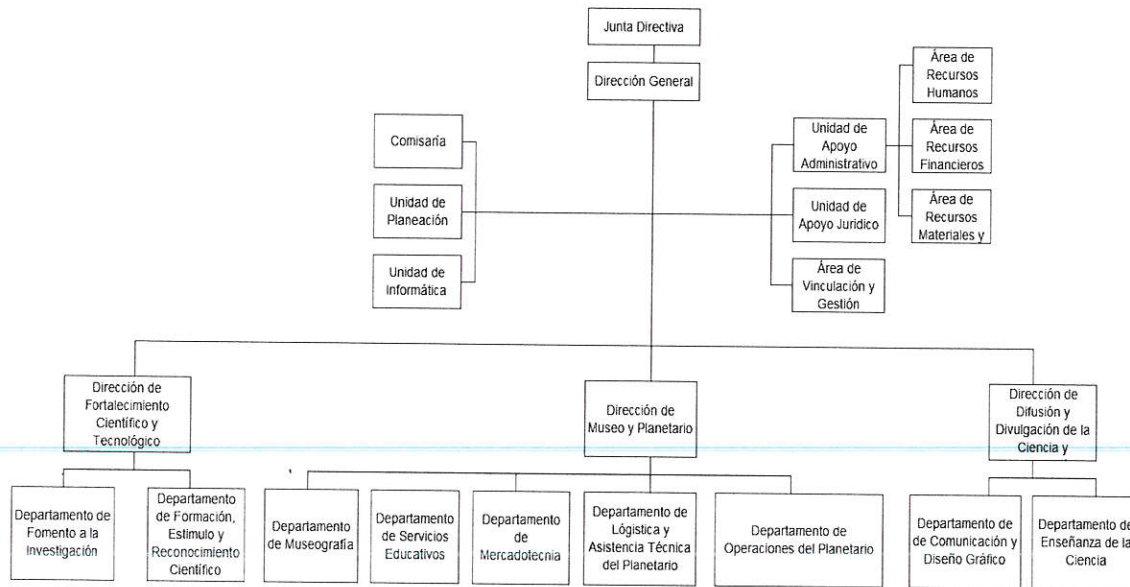 Junta Directiva
Dirección General
Área de
Recursos
Humanos
Comisaría
Unidad de
Apoyo
Administrativo
Área de
Recursos
Financieros
Unidad de
Planeación
Unidad de
Apoyo Juridico
Área de
Recursos
Materiales y
Unidad de
Informática
Área de
Vinculación y
Gestión
Dirección de
Fortalecimiento
Científico y
Tecnológico
Dirección de
Museo y Planetario
Dirección de
Difusión y
Divulgación de la
Ciencia y
Departamento de
Fomento a la
Investigación
Departamento
de Formación,
Estimulo y
Reconocimiento
Científico
Departamento
de Museografía
Departamento
de Servicios
Educativos
Departamento
de
Mercadotecnia
Departamento de
Lógistica y
Asistencia Técnica
del Planetario
Departamento de
Operaciones del Planetario
Departamento de
de Comunicación y
Diseño Gráfico
Departamento de
Enseñanza de la
Ciencia